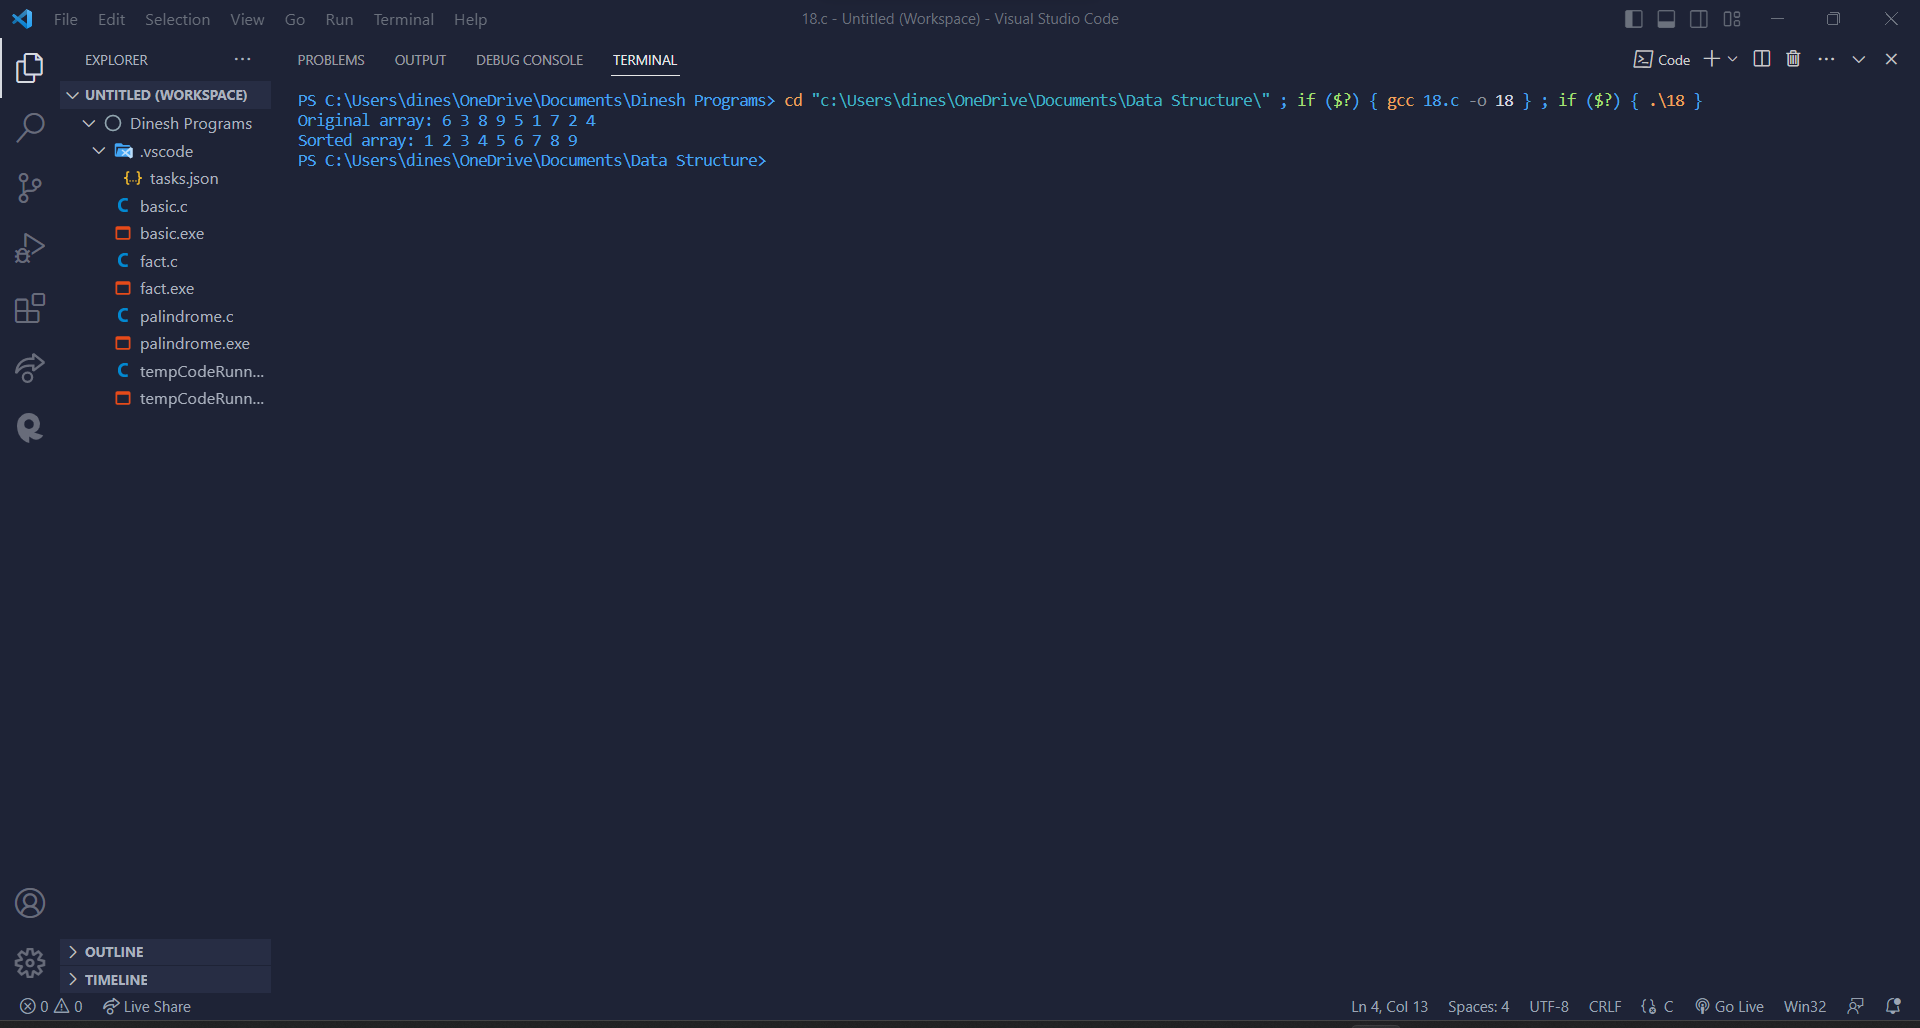 File Edit Selection View Go Run Terminal Help
18.c - Untitled (Workspace) - Visual Studio Code
EXPLORER ...
UNTITLED (WORKSPACE)
Dinesh Programs
.vscode
{..} tasks.json
C basic.c
basic.exe
C fact.c
fact.exe
C palindrome.c
palindrome.exe
C tempCodeRunn...
tempCodeRunn...
OUTLINE
TIMELINE
PROBLEMS OUTPUT DEBUG CONSOLE TERMINAL
Code
PS C:\Users\dines\OneDrive\Documents\Dinesh Programs> cd "c:\Users\dines\OneDrive\Documents\Data Structure\" ; if ($?) { gcc 18.c -o 18 } ; if ($?) { .\18 }
Original array: 6 3 8 9 5 1 7 2 4
Sorted array: 1 2 3 4 5 6 7 8 9
PS C:\Users\dines\OneDrive\Documents\Data Structure>
0 0 Live Share
Ln 4, Col 13 Spaces: 4 UTF-8 CRLF C Go Live Win32